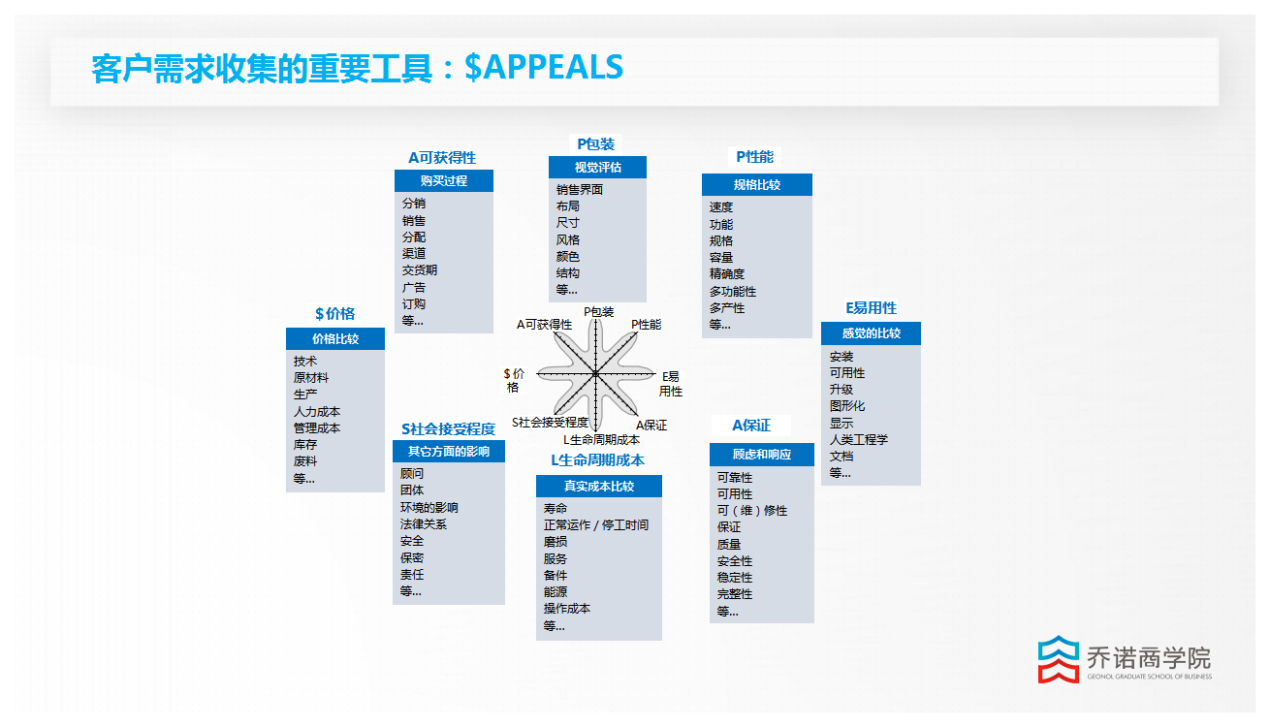 客户需求收集的重要工具：$APPEALS
P包装
视觉评估
销售界面
布局
尺寸
风格
颜色
结构
等...
A可获得性
购买过程
分销
销售
分配
渠道
交货期
广告
订购
等...
P性能
规格比较
速度
功能
规格
容量
精确度
多功能性
多产性
等...
$价格
价格比较
技术
原材料
生产
人力成本
管理成本
库存
废料
等...
P包装
A可获得性
P性能
$价
格
E易
用性
S社会接受程度
A保证
L生命周期成本
E易用性
感觉的比较
安装
可用性
升级
图形化
显示
人类工程学
文档
等...
S社会接受程度
其它方面的影响
顾问
团体
环境的影响
法律关系
安全
保密
责任
等...
L生命周期成本
真实成本比较
寿命
正常运作/停工时间
磨损
服务
备件
能源
操作成本
等...
A保证
顾虑和响应
可靠性
可用性
可（维）修性
保证
质量
安全性
稳定性
完整性
等...
乔诺商学院
GEONOL GRADUATE SCHOOL OF BUSINESS